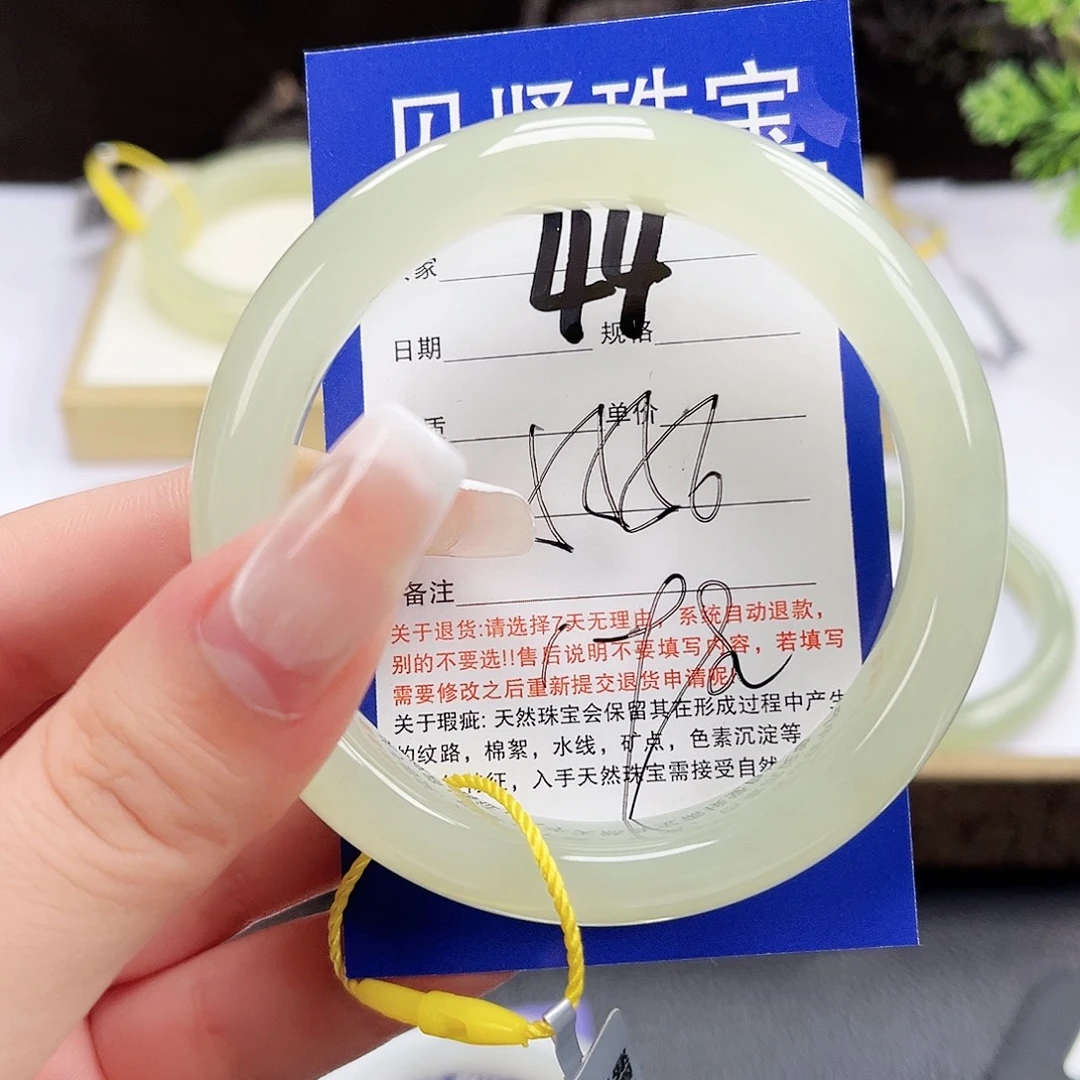 见贤珠宝
家
44
日期 规格
质 单价
备注
关于退货:请选择7天无理由，系统自动退款，
别的不要选!!售后说明不要填写内容，若填写
需要修改之后重新提交退货申请呢!
关于瑕疵: 天然珠宝会保留其在形成过程中产生
的纹路，棉絮，水线，矿点，色素沉淀等
特征，入手天然珠宝需接受自然